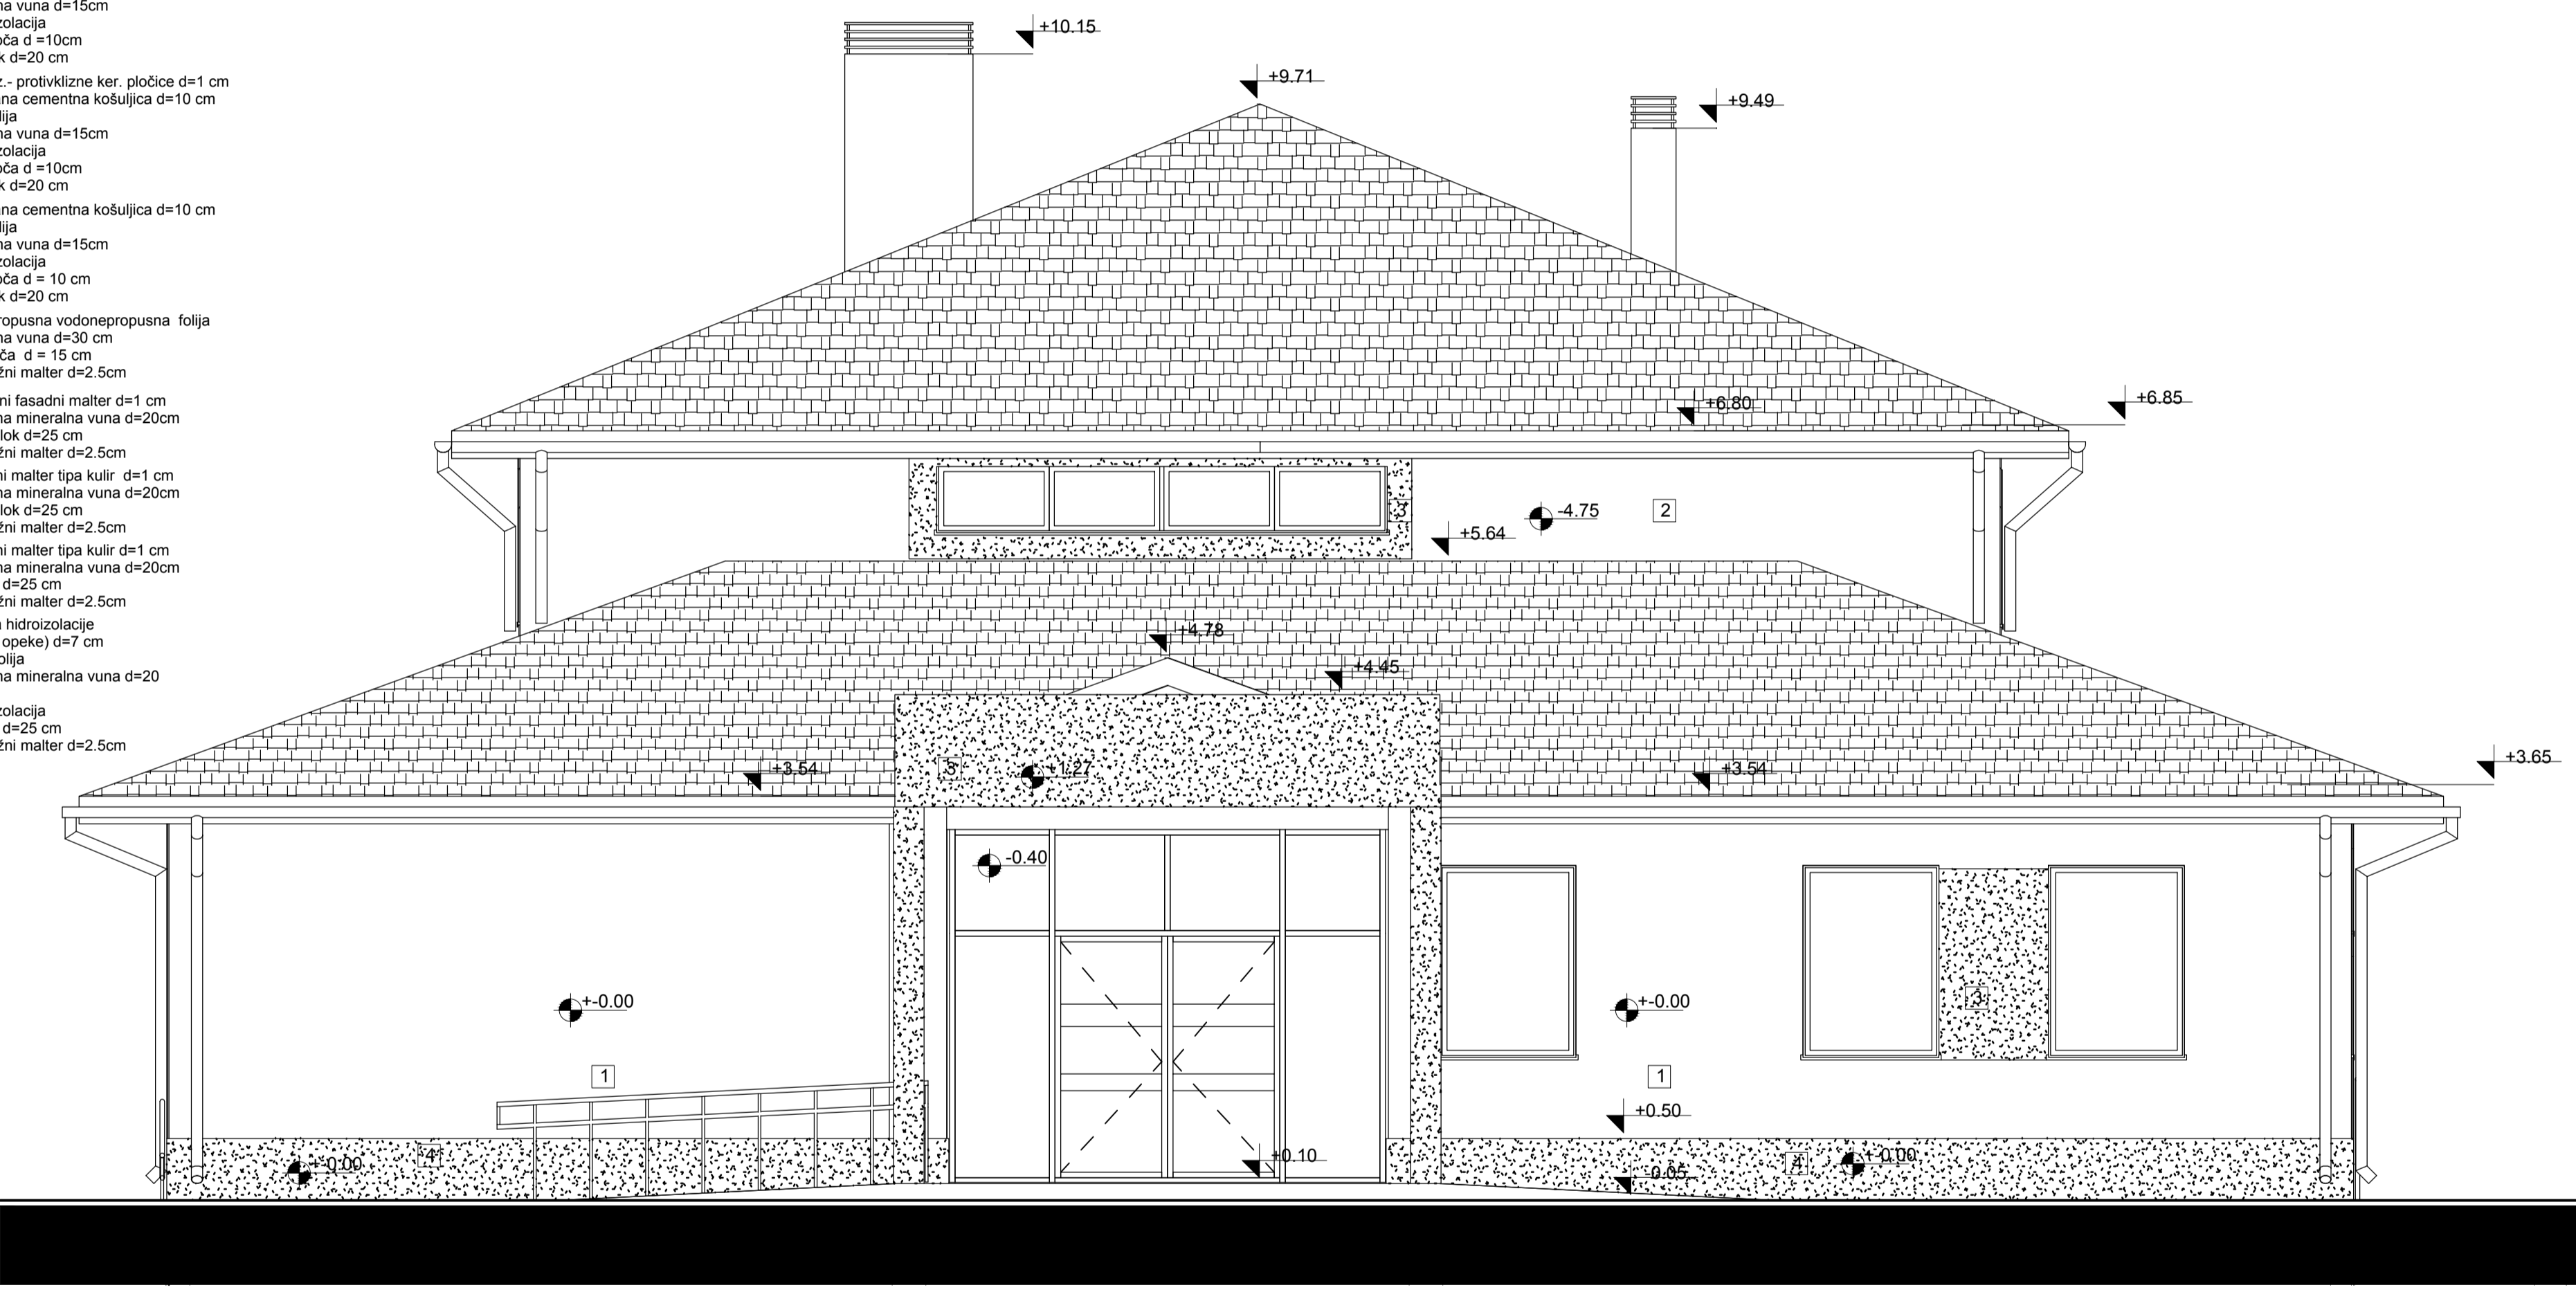 na vuna d=15cm
zolacija
oča d =10cm
k d=20 cm
z.- protivklizne ker. pločice d=1 cm
ana cementna košuljica d=10 cm
lija
na vuna d=15cm
zolacija
oča d =10cm
k d=20 cm
ana cementna košuljica d=10 cm
lija
na vuna d=15cm
zolacija
oča d = 10 cm
k d=20 cm
ropusna vodonepropusna folija
na vuna d=30 cm
ča d = 15 cm
žni malter d=2.5cm
ni fasadni malter d=1 cm
na mineralna vuna d=20cm
lok d=25 cm
žni malter d=2.5cm
ni malter tipa kulir d=1 cm
na mineralna vuna d=20cm
lok d=25 cm
žni malter d=2.5cm
ni malter tipa kulir d=1 cm
na mineralna vuna d=20cm
d=25 cm
žni malter d=2.5cm
a hidroizolacije
opeke) d=7 cm
olija
na mineralna vuna d=20
zolacija
d=25 cm
žni malter d=2.5cm
+10.15
+9.71
+9.49
+6.85
+6.80
3
-4.75
2
+5.64
+4.78
+4.45
+3.54
3
+1.27
+3.54
+3.65
-0.40
+-0.00
+-0.00
3
1
1
+0.50
+-0.00
4
+0.10
-0.05
4
+-0.00